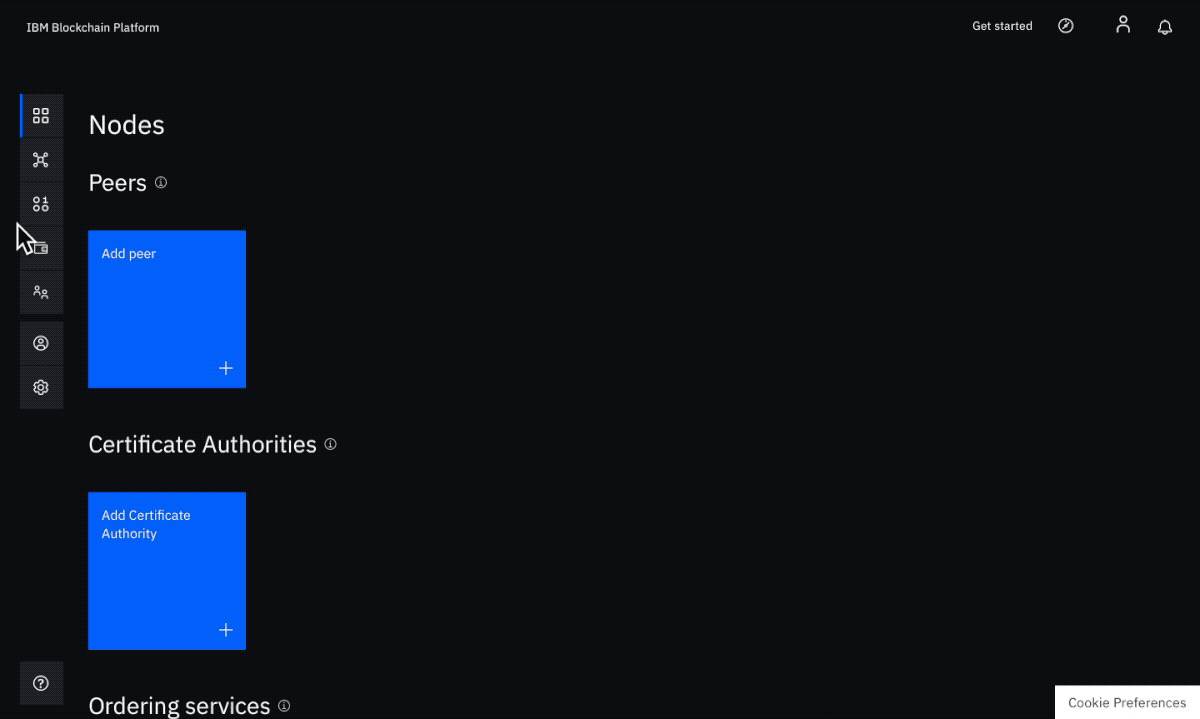 IBM Blockchain Platform
Get started
Nodes
Peers
Add peer
Certificate Authorities
Add Certificate
Authority
Ordering services
Cookie Preferences